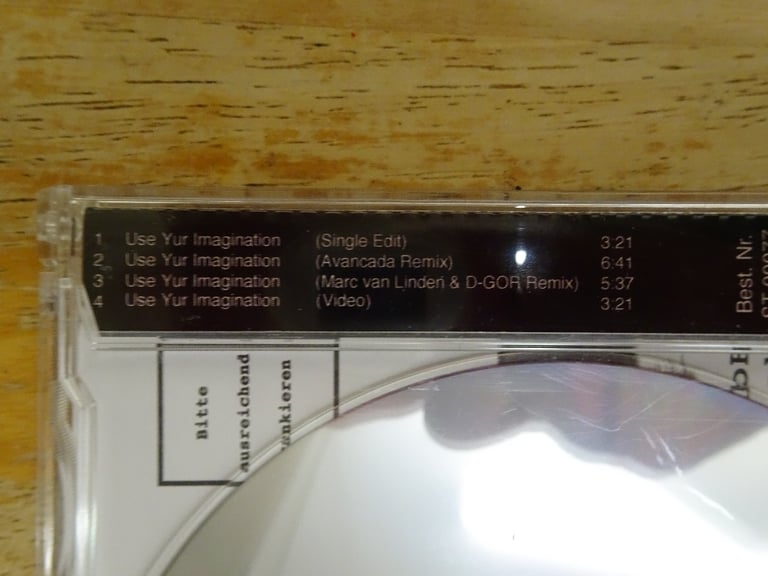 1 Use Yur Imagination (Single Edit) 3:21
2 Use Yur Imagination (Avancada Remix) 6:41
3 Use Yur Imagination (Marc van Linden & D-GOR Remix) 5:37
4 Use Yur Imagination (Video) 3:21
Best. Nr.
Bitte
ausreichend